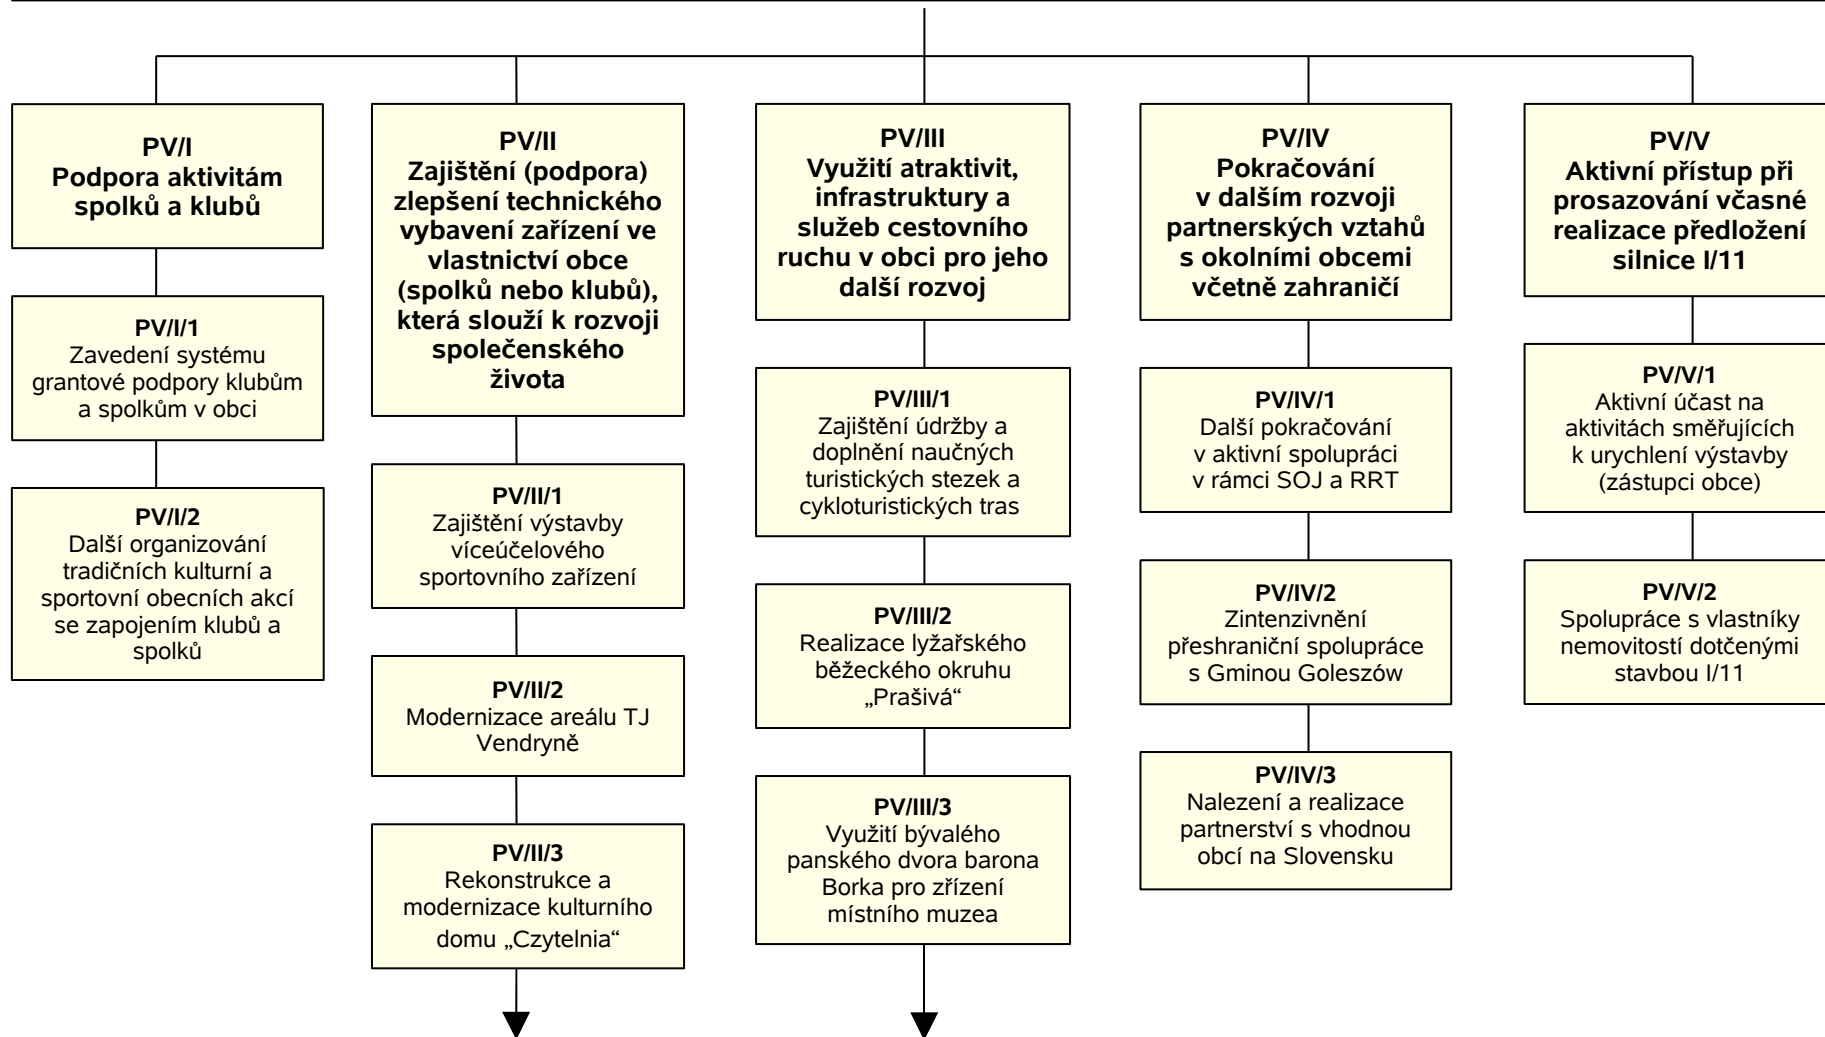 PV/I
Podpora aktivitám
spolků a klubů
PV/I/1
Zavedení systému
grantové podpory klubům
a spolkům v obci
PV/I/2
Další organizování
tradičních kulturní a
sportovní obecních akcí
se zapojením klubů a
spolků
PV/II
Zajištění (podpora)
zlepšení technického
vybavení zařízení ve
vlastnictví obce
(spolků nebo klubů),
která slouží k rozvoji
společenského
života
PV/II/1
Zajištění výstavby
víceúčelového
sportovního zařízení
PV/II/2
Modernizace areálu TJ
Vendryně
PV/II/3
Rekonstrukce a
modernizace kulturního
domu „Czytelnia“
PV/III
Využití atraktivit,
infrastruktury a
služeb cestovního
ruchu v obci pro jeho
další rozvoj
PV/III/1
Zajištění údržby a
doplnění naučných
turistických stezek a
cykloturistických tras
PV/III/2
Realizace lyžařského
běžeckého okruhu
„Prašivá“
PV/III/3
Využití bývalého
panského dvora barona
Borka pro zřízení
místního muzea
PV/IV
Pokračování
v dalším rozvoji
partnerských vztahů
s okolními obcemi
včetně zahraničí
PV/IV/1
Další pokračování
v aktivní spolupráci
v rámci SOJ a RRT
PV/IV/2
Zintenzivnění
přeshraniční spolupráce
s Gminou Goleszów
PV/IV/3
Nalezení a realizace
partnerství s vhodnou
obcí na Slovensku
PV/V
Aktivní přístup při
prosazování včasné
realizace předložení
silnice I/11
PV/V/1
Aktivní účast na
aktivitách směřujících
k urychlení výstavby
(zástupci obce)
PV/V/2
Spolupráce s vlastníky
nemovitostí dotčenými
stavbou I/11